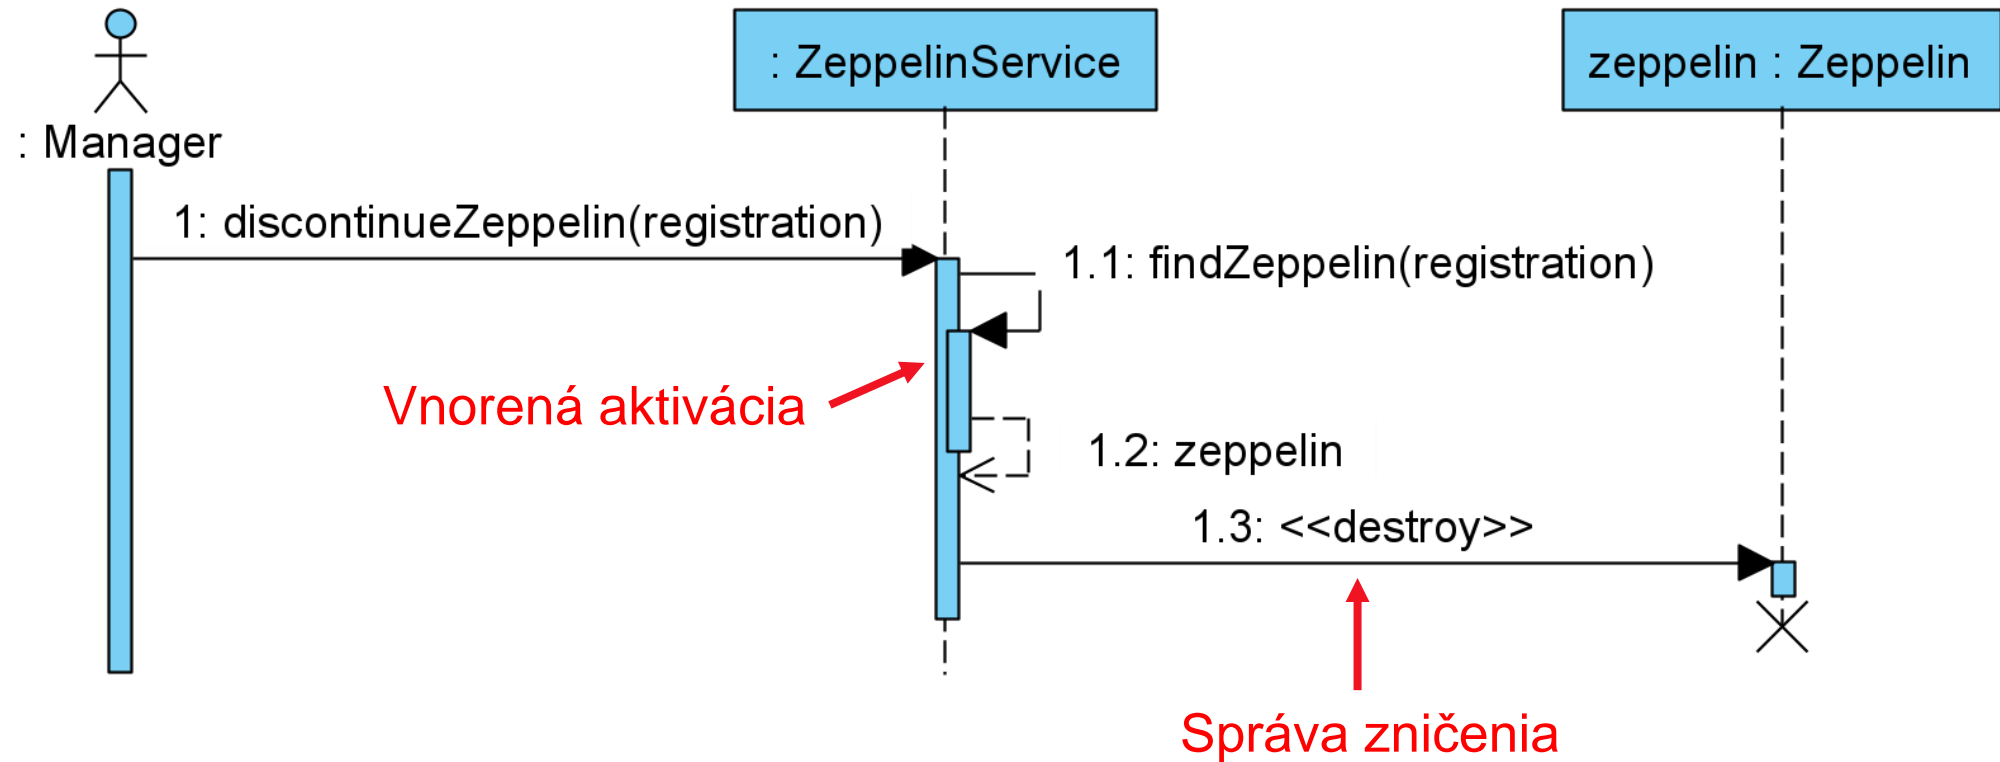 : ZeppelinService
zeppelin : Zeppelin
: Manager
1: discontinueZeppelin(registration)
1.1: findZeppelin(registration)
Vnorená aktivácia
1.2: zeppelin
1.3: <<destroy>>
Správa zničenia